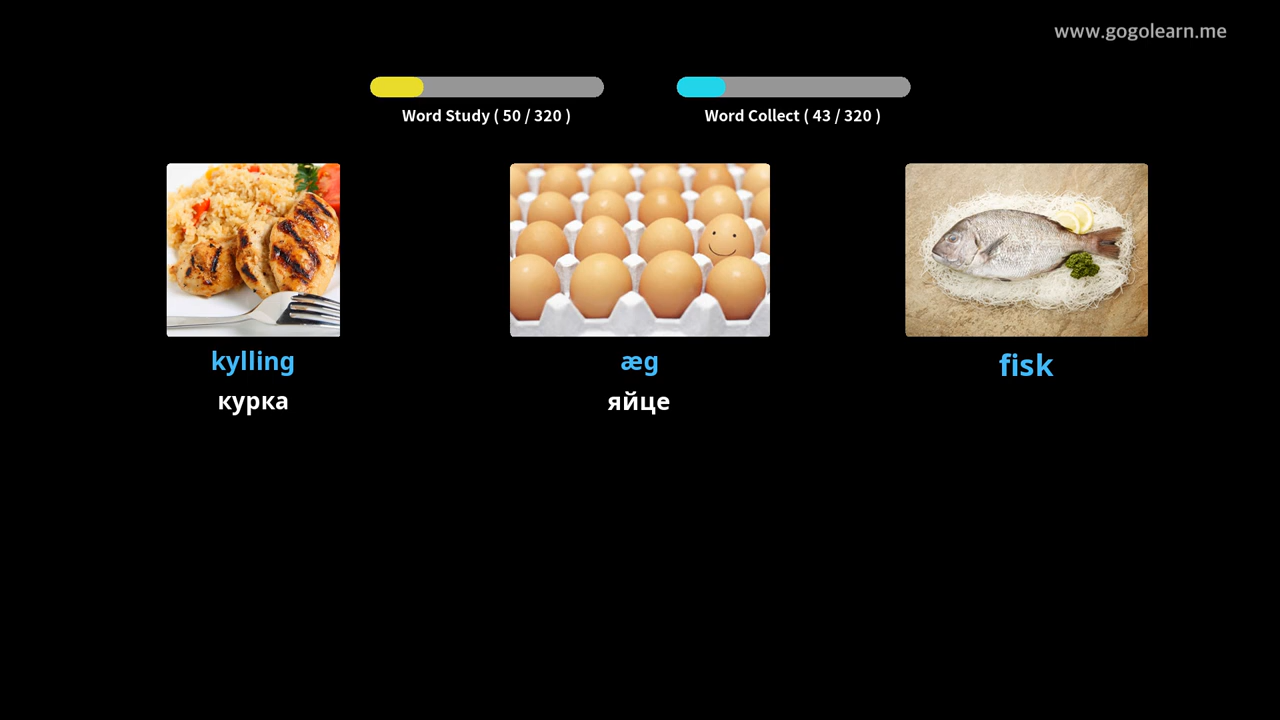 www.gogolearn.me
Word Study ( 50 / 320 )
Word Collect ( 43 / 320 )
kylling
курка
æg
яйце
fisk